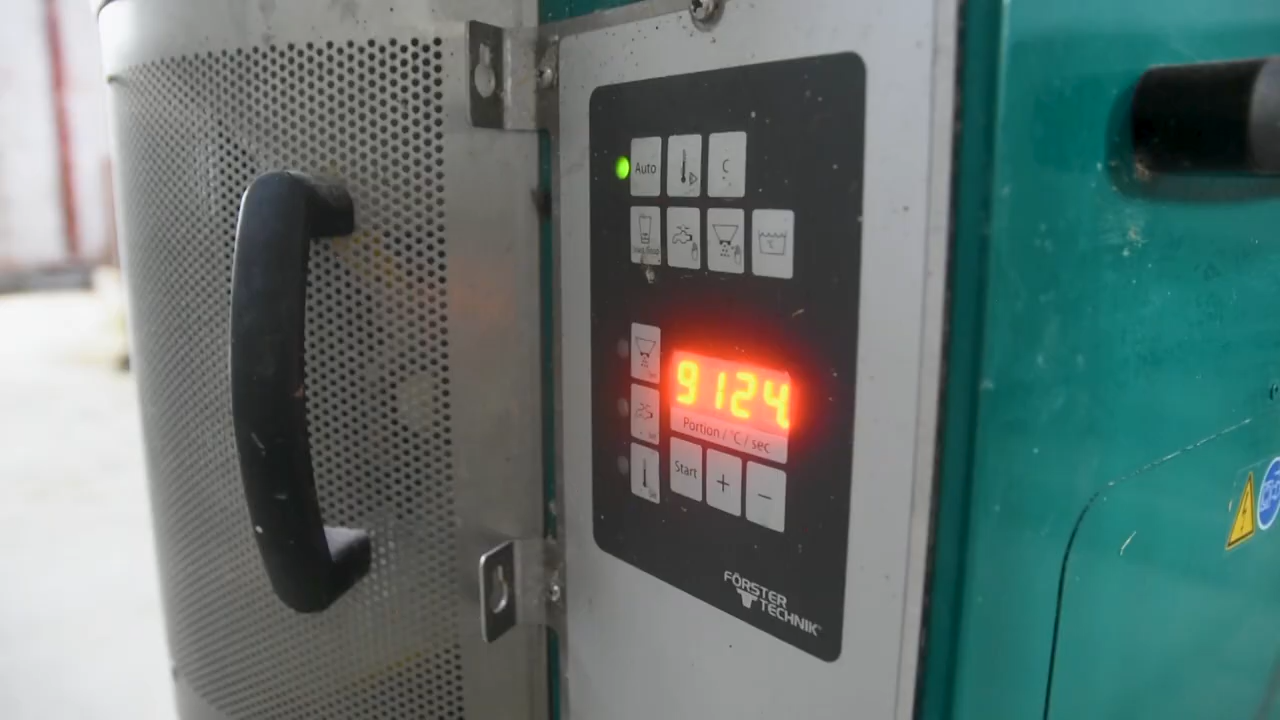 Auto
C
°C
9124
Portion / °C / sec
Start
+
−
FÖRSTER
TECHNIK